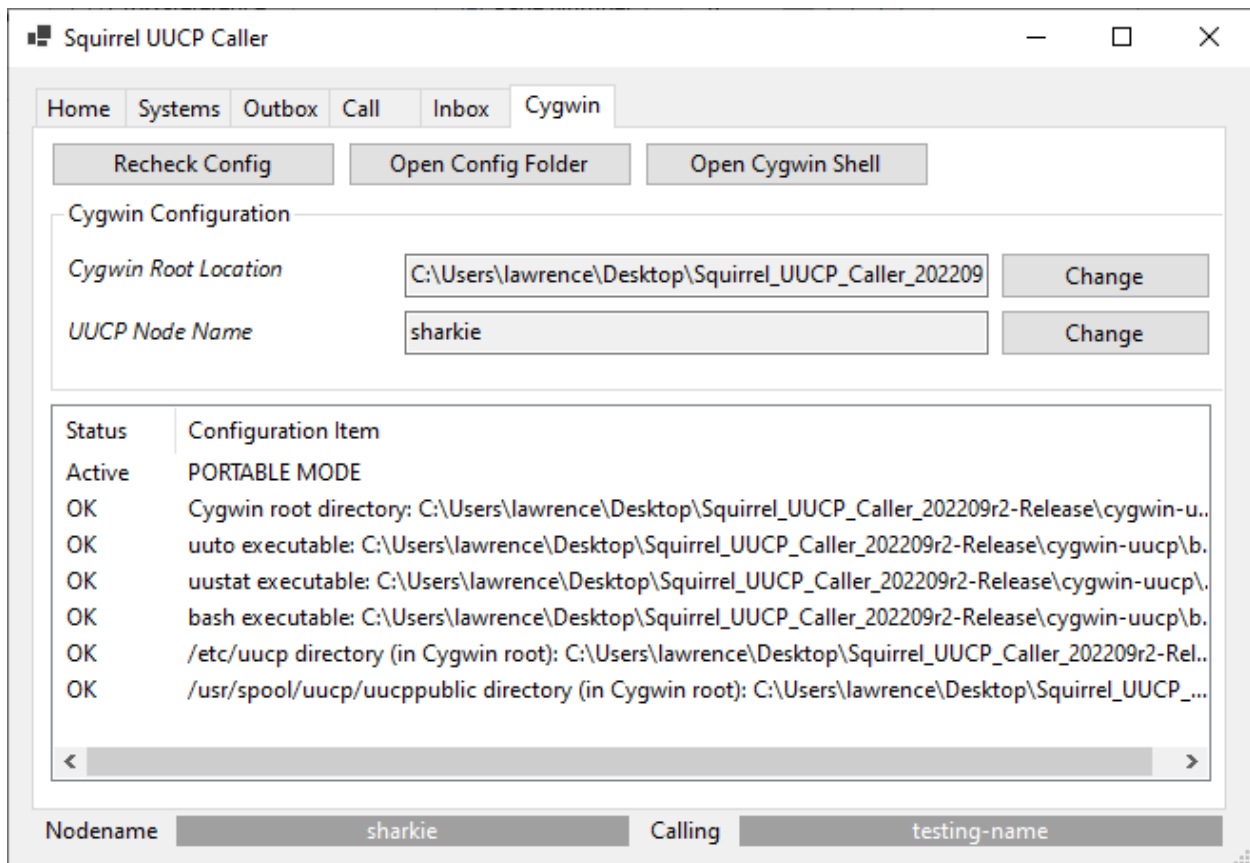 Squirrel UUCP Caller
Home Systems Outbox Call Inbox Cygwin
Recheck Config Open Config Folder Open Cygwin Shell
Cygwin Configuration
Cygwin Root Location C:\Users\lawrence\Desktop\Squirrel_UUCP_Caller_202209 Change
UUCP Node Name sharkie Change
Status Configuration Item
Active PORTABLE MODE
OK Cygwin root directory: C:\Users\lawrence\Desktop\Squirrel_UUCP_Caller_202209r2-Release\cygwin-u...
OK uuto executable: C:\Users\lawrence\Desktop\Squirrel_UUCP_Caller_202209r2-Release\cygwin-uucp\b...
OK uustat executable: C:\Users\lawrence\Desktop\Squirrel_UUCP_Caller_202209r2-Release\cygwin-uucp\...
OK bash executable: C:\Users\lawrence\Desktop\Squirrel_UUCP_Caller_202209r2-Release\cygwin-uucp\b...
OK /etc/uucp directory (in Cygwin root): C:\Users\lawrence\Desktop\Squirrel_UUCP_Caller_202209r2-Rel...
OK /usr/spool/uucp/uucppublic directory (in Cygwin root): C:\Users\lawrence\Desktop\Squirrel_UUCP_...
Nodename sharkie Calling testing-name